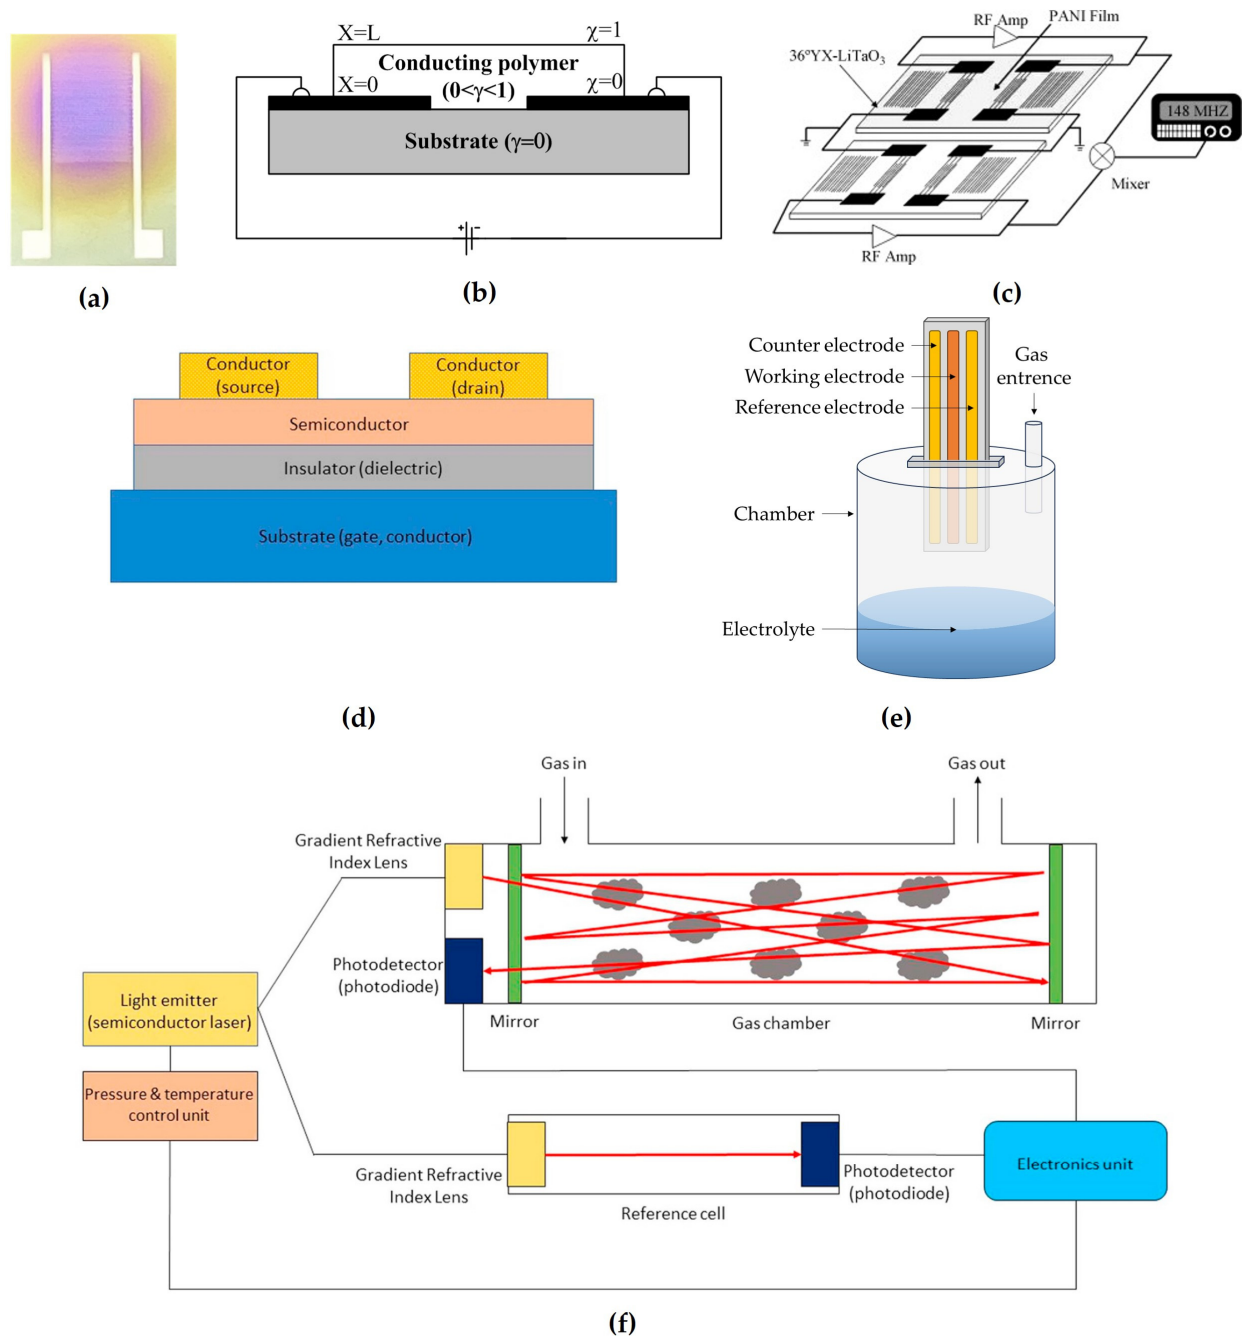 (a)
X=L
χ=1
Conducting polymer
X=0
(0<γ<1)
χ=0
Substrate (γ=0)
+ -
(b)
RF Amp
PANI Film
36°YX-LiTaO3
148 MHZ
Mixer
RF Amp
(c)
Conductor
(source)
Conductor
(drain)
Semiconductor
Insulator (dielectric)
Substrate (gate, conductor)
(d)
Counter electrode
Working electrode
Reference electrode
Gas
entrence
Chamber
Electrolyte
(e)
Gas in
Gas out
Gradient Refractive
Index Lens
Photodetector
(photodiode)
Light emitter
(semiconductor laser)
Mirror
Gas chamber
Mirror
Pressure & temperature
control unit
Gradient Refractive
Index Lens
Photodetector
(photodiode)
Electronics unit
Reference cell
(f)